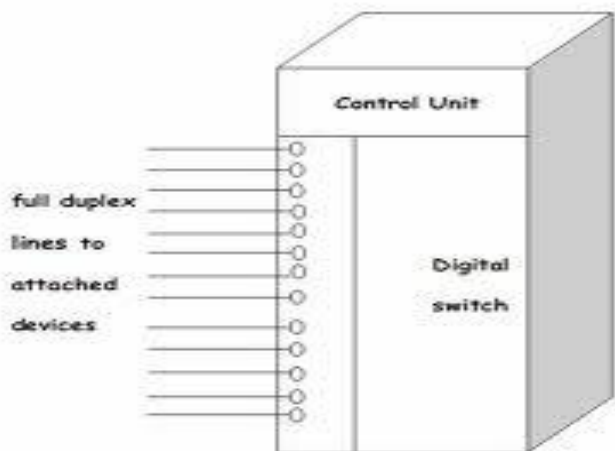 Control Unit
full duplex
lines to
attached
devices
Digital
switch